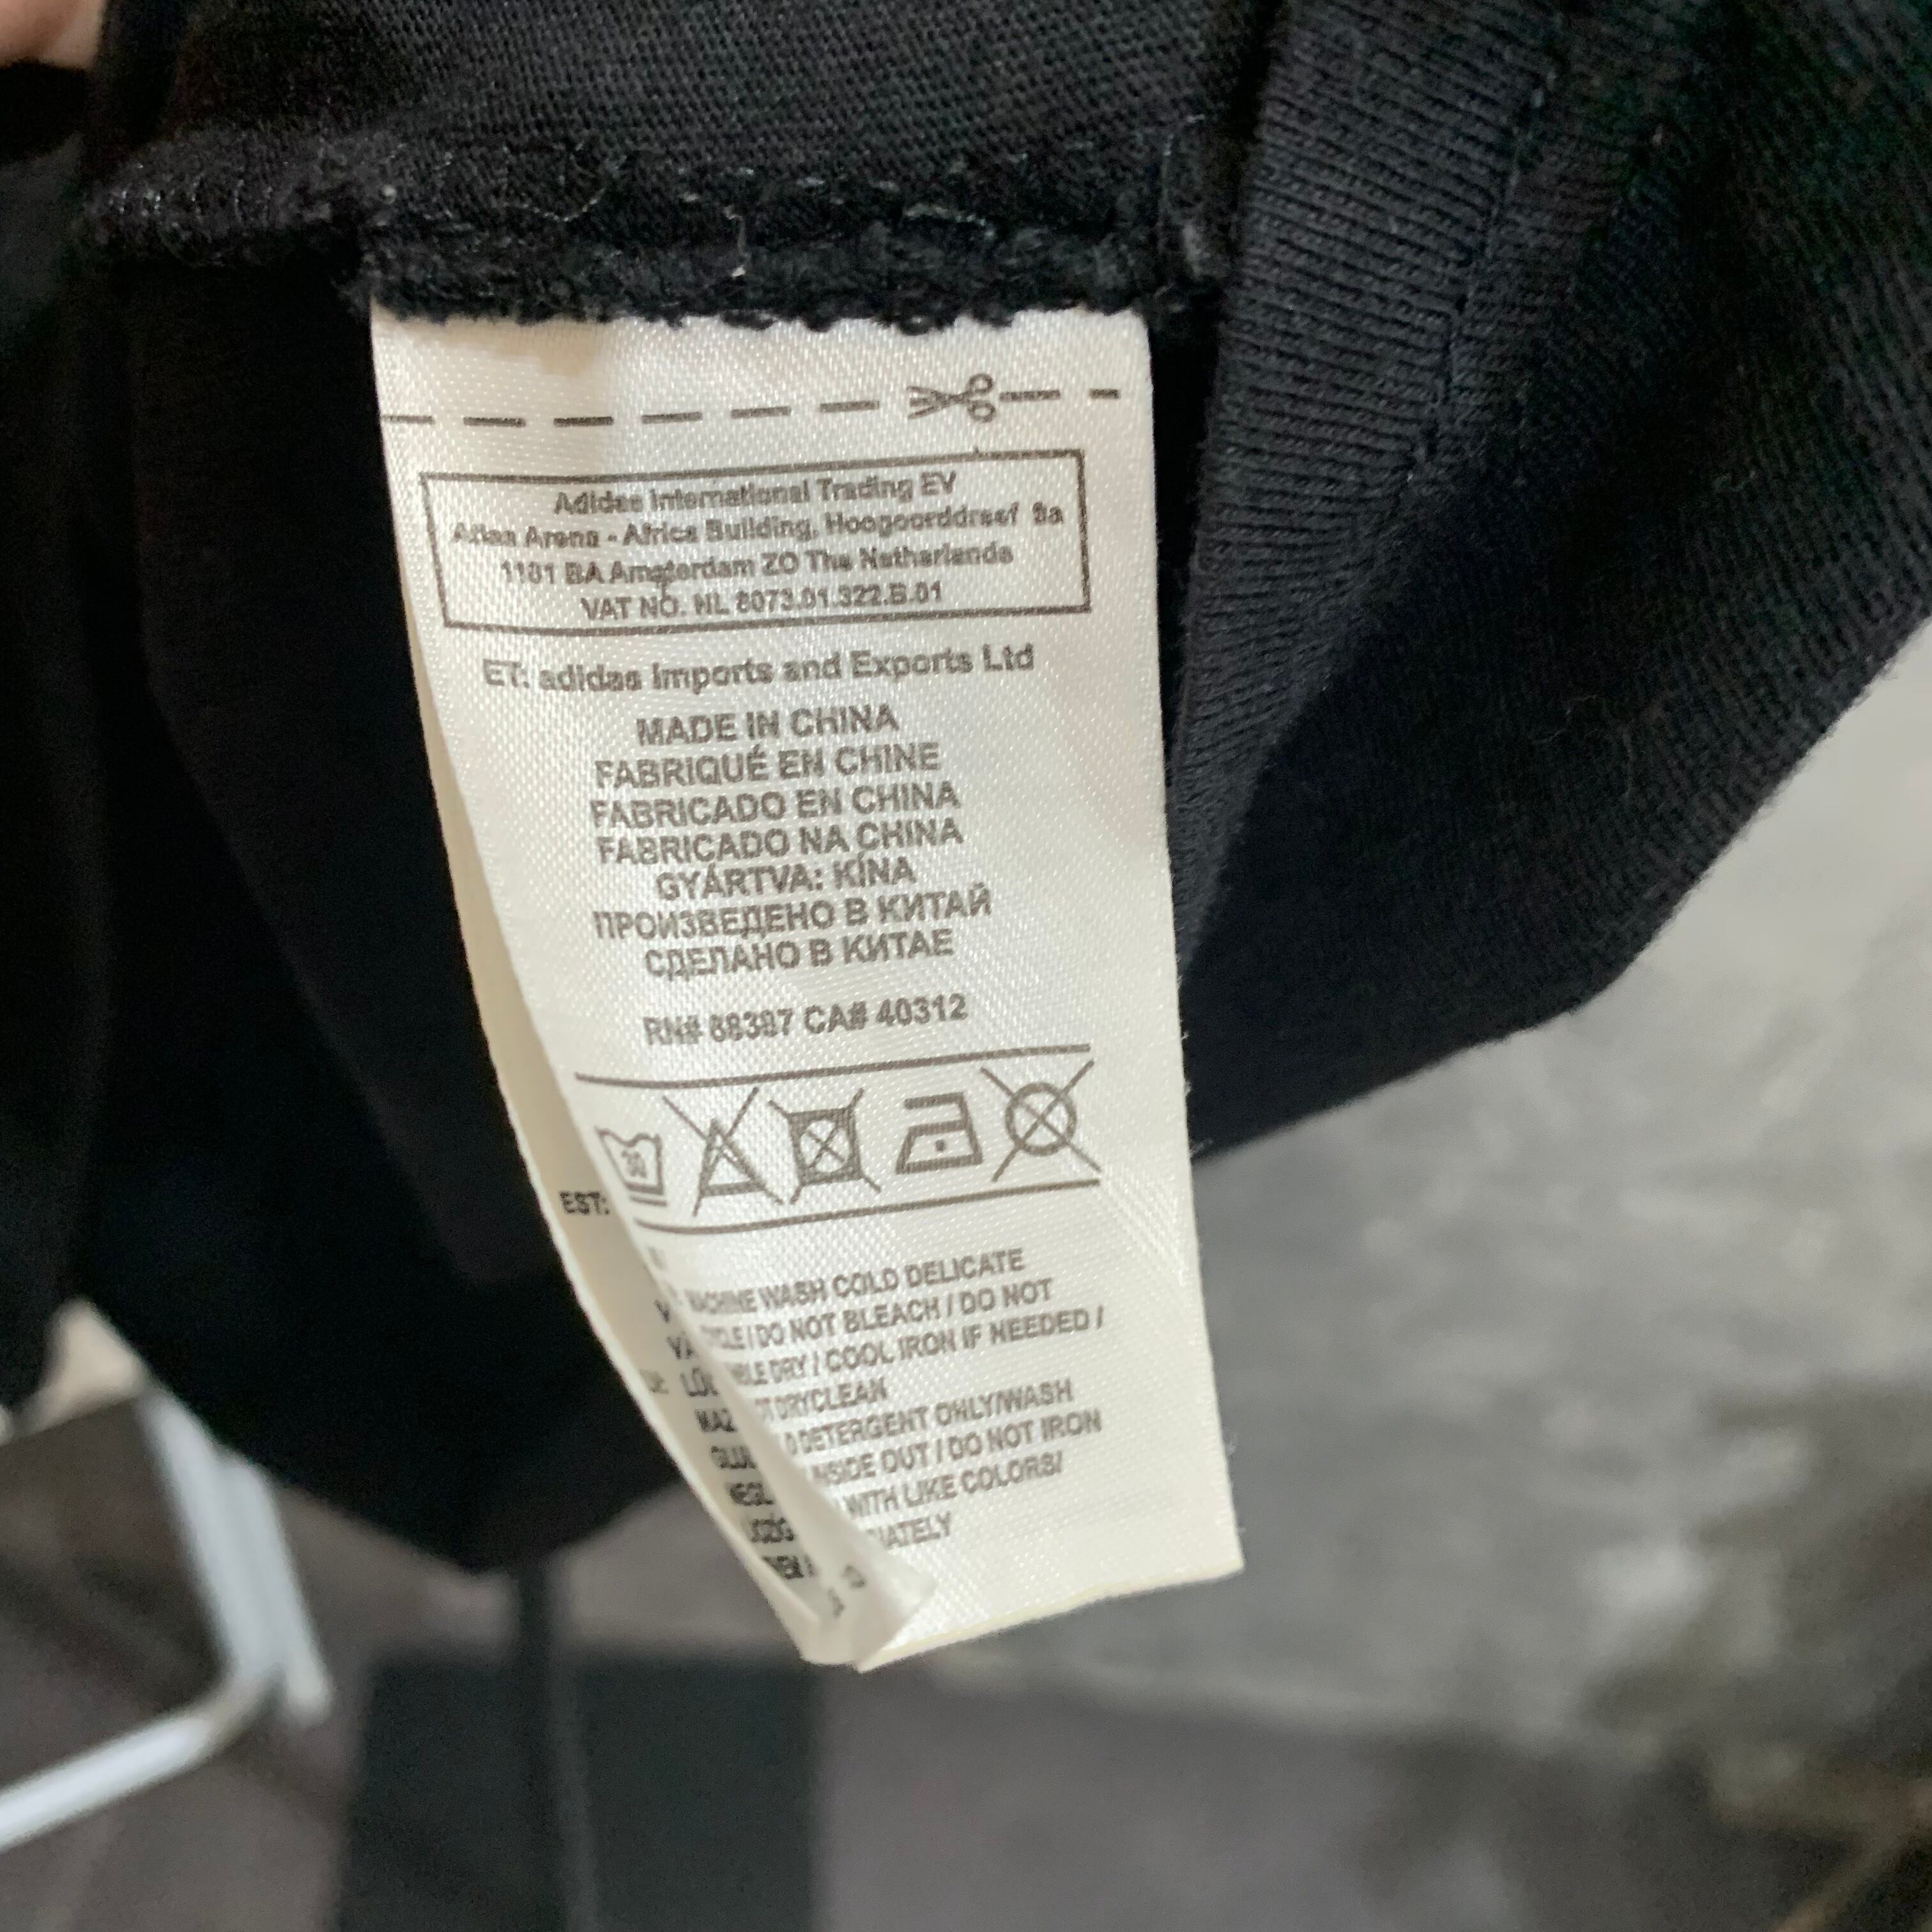 Adidas International Trading BV
Atlas Arena - Africa Building, Hoogoorddreef 9a
1101 BA Amsterdam ZO The Netherlands
VAT NO. NL 8073.01.322.B.01
ET: adidas Imports and Exports Ltd
MADE IN CHINA
FABRIQUÉ EN CHINE
FABRICADO EN CHINA
FABRICADO NA CHINA
GYÁRTVA: KÍNA
ПРОИЗВЕДЕНО В КИТАЙ
СДЕЛАНО В КИТАЕ
RN# 88387 CA# 40312
30
EST:
MACHINE WASH COLD DELICATE
/ DO NOT BLEACH / DO NOT
DRY / COOL IRON IF NEEDED /
DRYCLEAN
DETERGENT ONLY/WASH
INSIDE OUT / DO NOT IRON
WITH LIKE COLORS/